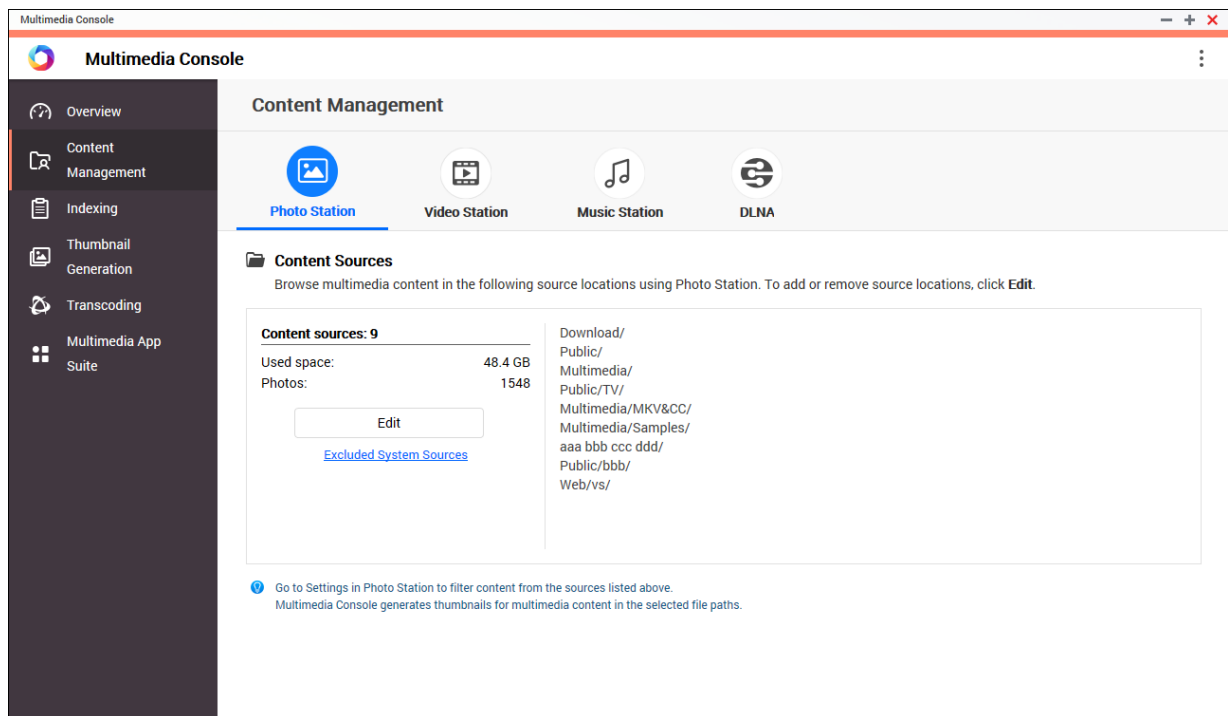 Multimedia Console
Multimedia Console
Overview
Content
Management
Indexing
Thumbnail
Generation
Transcoding
Multimedia App
Suite
Content Management
Photo Station
Video Station
Music Station
DLNA
Content Sources
Browse multimedia content in the following source locations using Photo Station. To add or remove source locations, click Edit.
Content sources: 9
Used space: 48.4 GB
Photos: 1548
Edit
Excluded System Sources
Download/
Public/
Multimedia/
Public/TV/
Multimedia/MKV&CC/
Multimedia/Samples/
aaa bbb ccc ddd/
Public/bbb/
Web/vs/
Go to Settings in Photo Station to filter content from the sources listed above.
Multimedia Console generates thumbnails for multimedia content in the selected file paths.